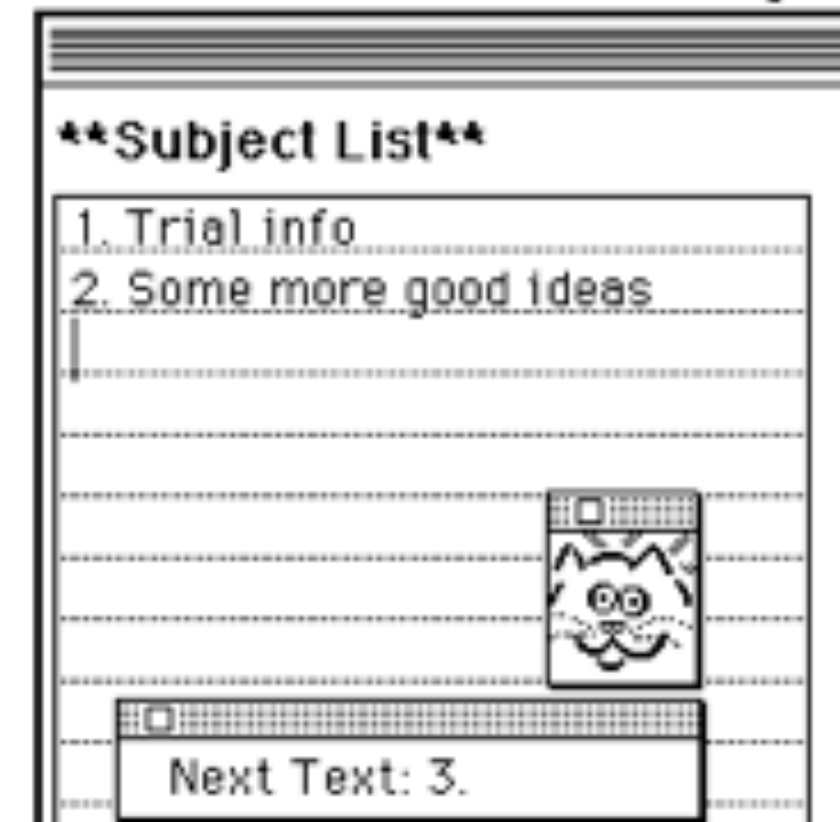 **Subject List**
1. Trial info
2. Some more good ideas
Next Text: 3.